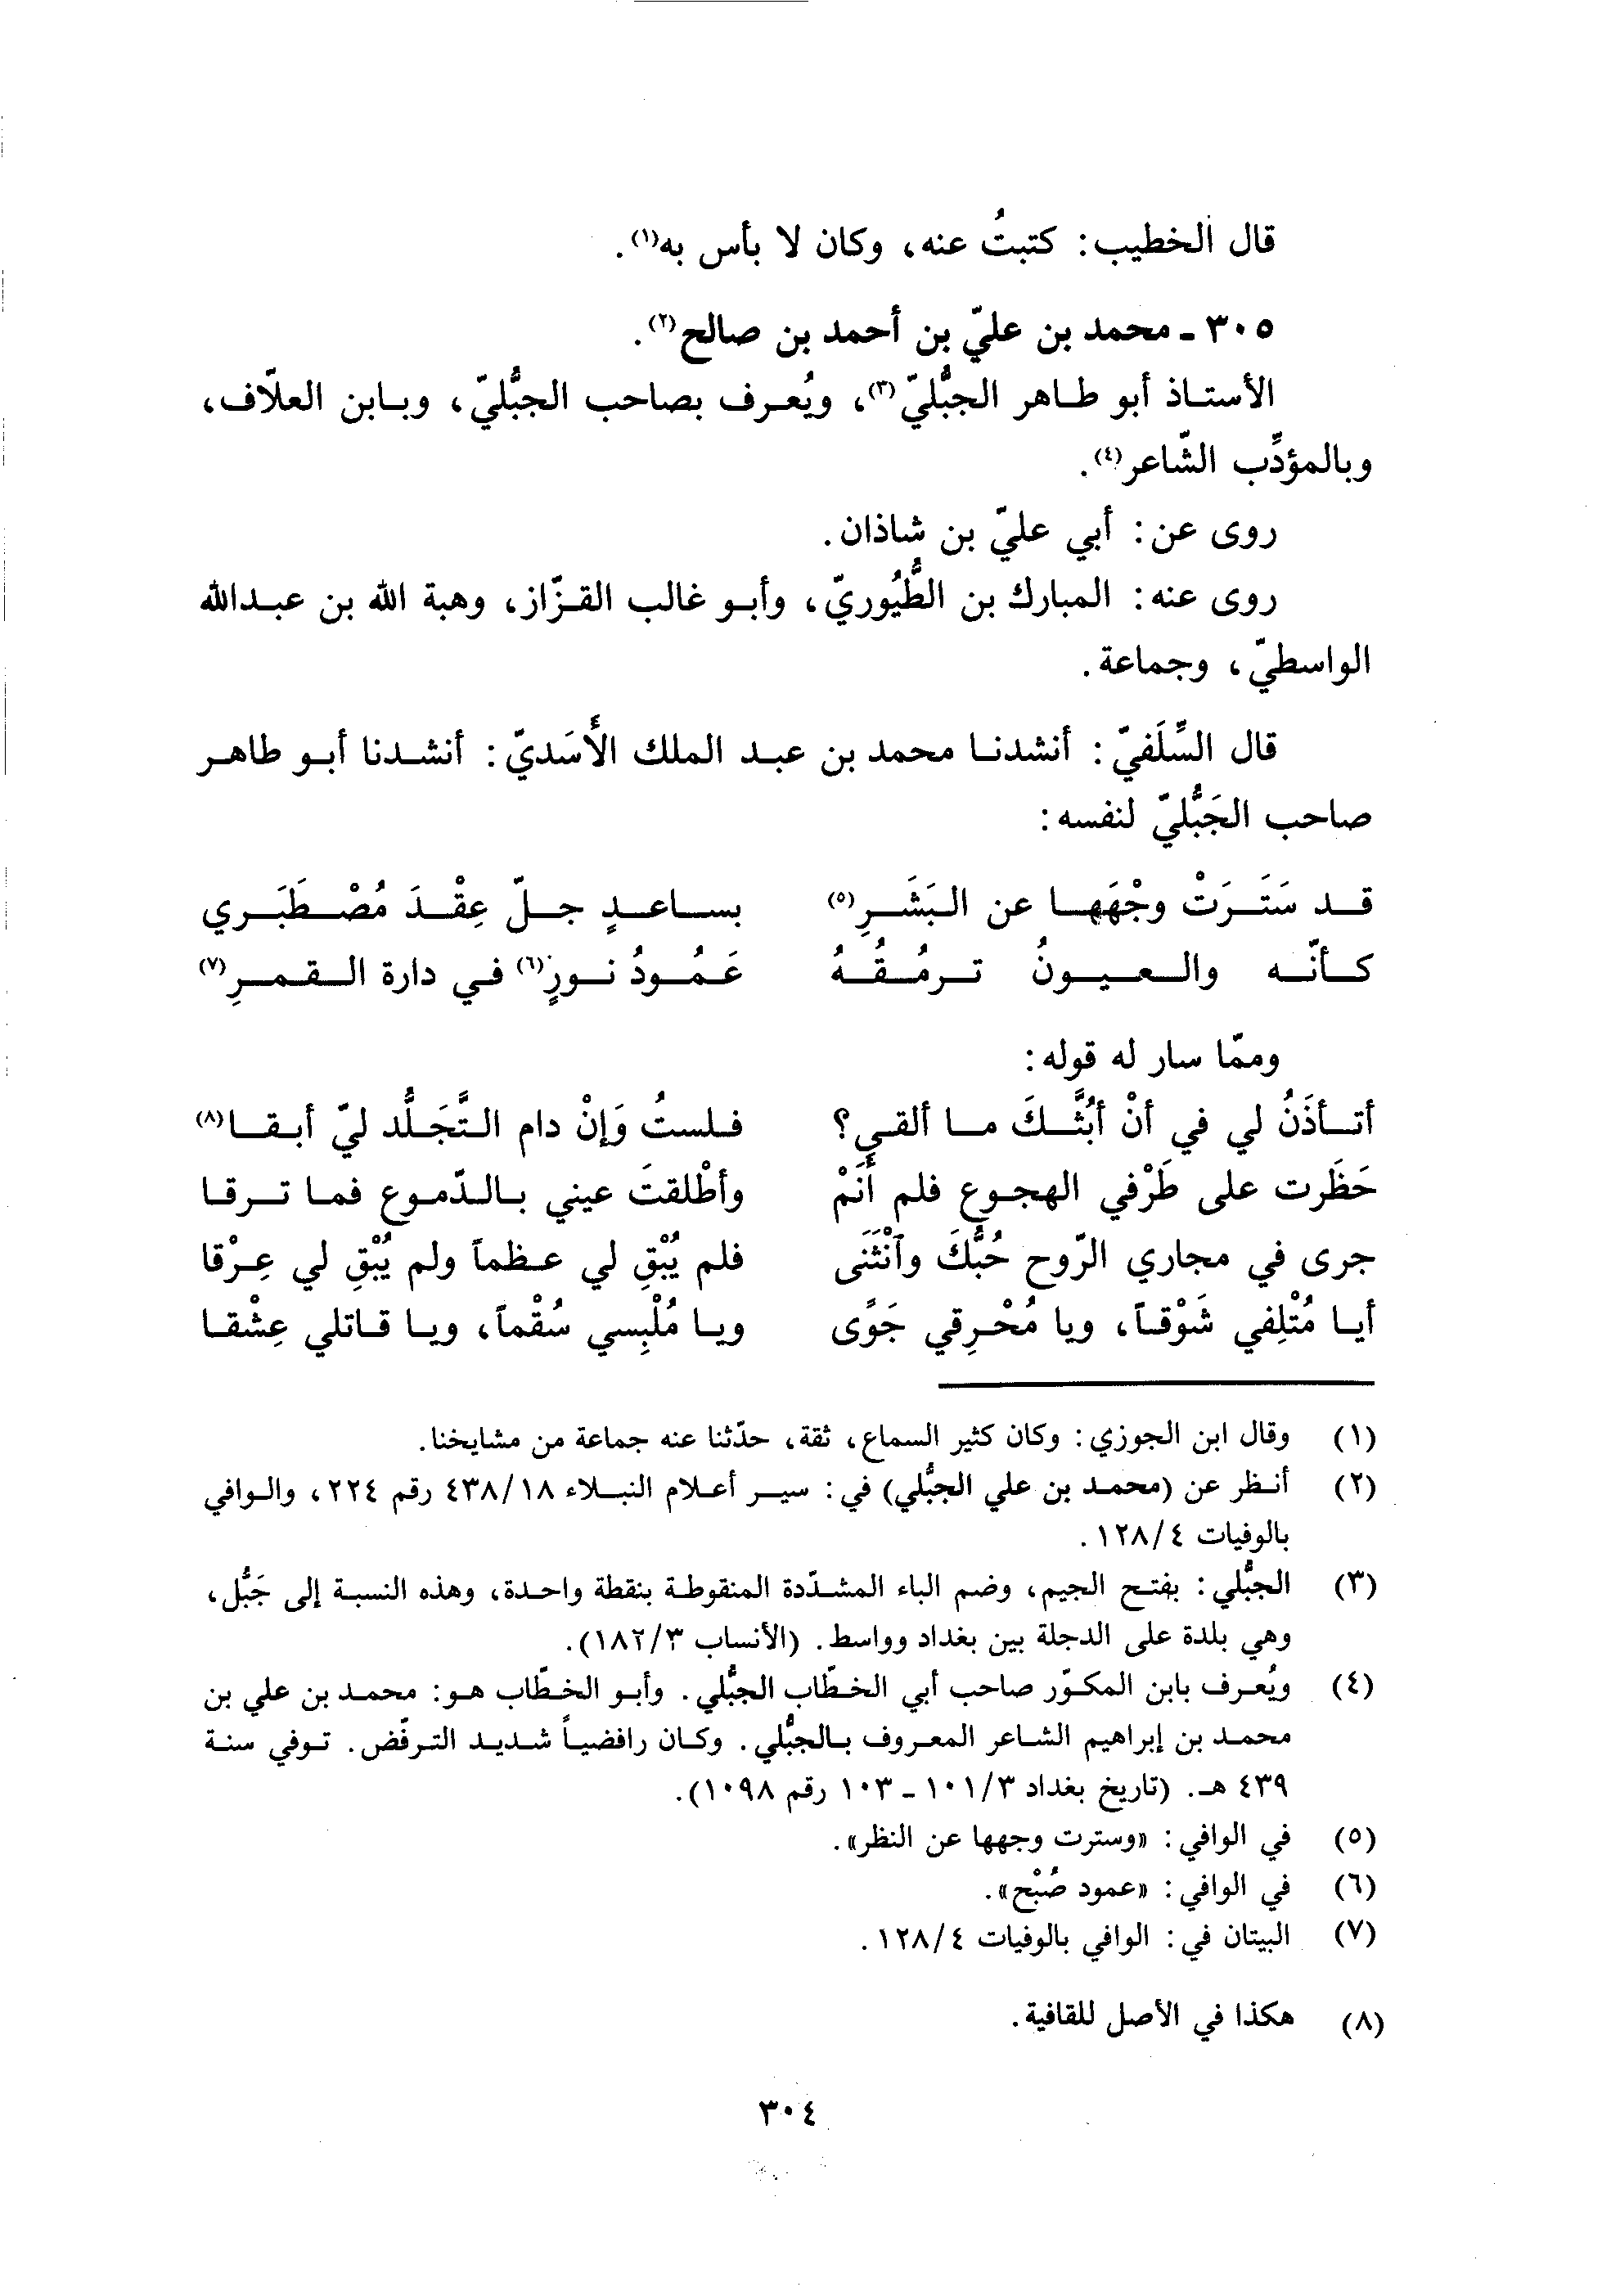 قال الخطيب: كتبتُ عنه، وكان لا بأس به(١).
٣٠٥ ـ محمد بن عليّ بن أحمد بن صالح(٢).
الأستاذ أبو طاهر الجبُّليّ(٣)، ويُعرف بصاحب الجبُّليّ، وبابن العلاّف،
وبالمؤدِّب الشّاعر(٤).
روى عن: أبي عليّ بن شاذان.
روى عنه: المبارك بن الطُّيُوريّ، وأبو غالب القزّاز، وهبة الله بن عبدالله
الواسطيّ، وجماعة.
قال السِّلَفيّ: أنشدنا محمد بن عبد الملك الأَسَديّ: أنشدنا أبو طاهر
صاحب الجَبُّليّ لنفسه:
قد سَتَرَتْ وجْهَهِا عن البَشَرِ(٥) بساعدٍ جلّ عِقْدَ مُصْطَبَري
كأنّه والعيونُ ترمُقُهُ عَمُودُ نورٍ(٦) في دارة القمرِ(٧)
وممّا سار له قوله:
أتأذَنُ لي في أنْ أبُثَّكَ ما ألقي؟ فلستُ وَإنْ دام التَّجَلُّد ليّ أبقا(٨)
حَظَرت على طَرْفي الهجوع فلم أَنَمْ وأطْلقتَ عيني بالدّموع فما ترقا
جرى في مجاري الرّوح حُبُّكَ وآنْثَنَى فلم يُبْقِ لي عظماً ولم يُبْقِ لي عِرْقا
أيا مُتْلِفي شَوْقاً، ويا مُحْرِقي جَوًى ويا مُلْبِسي سُقْماً، ويا قاتلي عِشْقا
(١) وقال ابن الجوزي: وكان كثير السماع، ثقة، حدّثنا عنه جماعة من مشايخنا.
(٢) أنظر عن (محمد بن علي الجبُّلي) في: سير أعلام النبلاء ٤٣٨/١٨ رقم ٢٢٤، والوافي
بالوفيات ١٢٨/٤.
(٣) الجبُّلي: بفتح الجيم، وضم الباء المشدّدة المنقوطة بنقطة واحدة، وهذه النسبة إلى جَبُّل،
وهي بلدة على الدجلة بين بغداد وواسط. (الأنساب ١٨٢/٣).
(٤) ويُعرف بابن المكوّر صاحب أبي الخطّاب الجبُّلي. وأبو الخطّاب هو: محمد بن علي بن
محمد بن إبراهيم الشاعر المعروف بالجبُّلي. وكان رافضياً شديد الترفّض. توفي سنة
٤٣٩ هـ. (تاريخ بغداد ١٠١/٣ ـ ١٠٣ رقم ١٠٩٨).
(٥) في الوافي: «وسترت وجهها عن النظر».
(٦) في الوافي: «عمود صُبْح».
(٧) البيتان في: الوافي بالوفيات ١٢٨/٤.
(٨) هكذا في الأصل للقافية.
٣٠٤